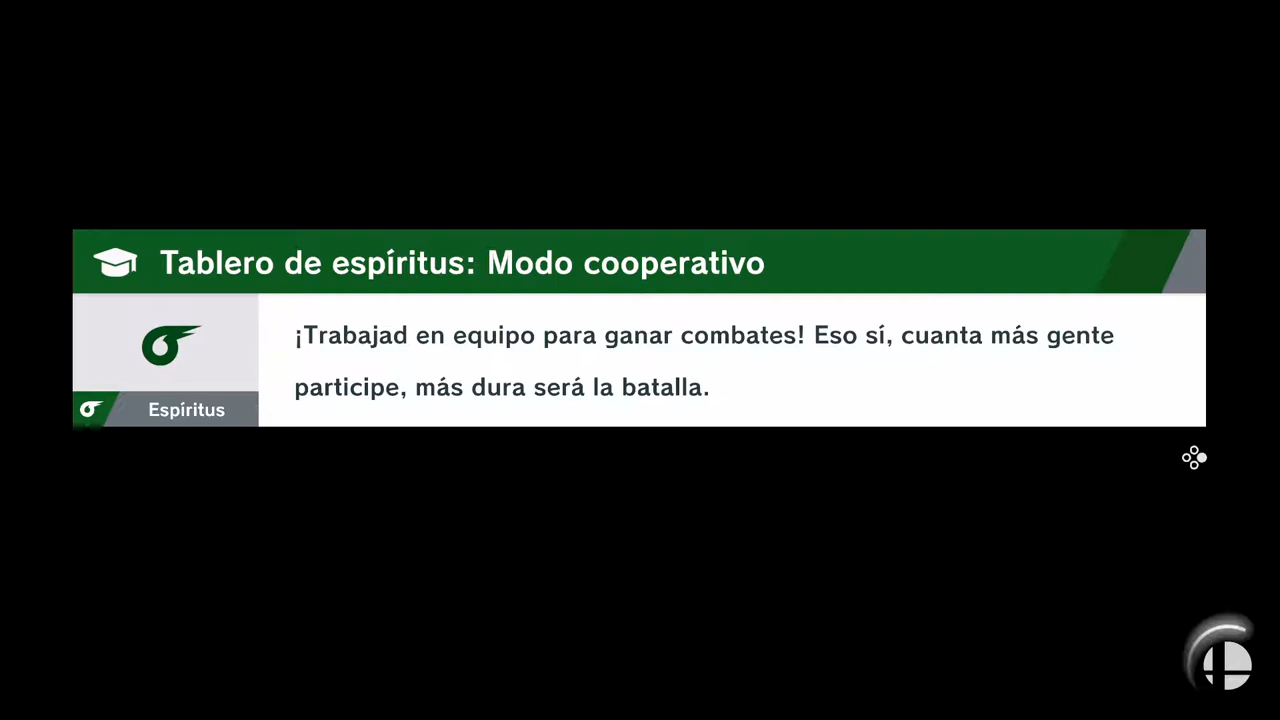 Tablero de espíritus: Modo cooperativo
¡Trabajad en equipo para ganar combates! Eso sí, cuanta más gente
participe, más dura será la batalla.
Espíritus